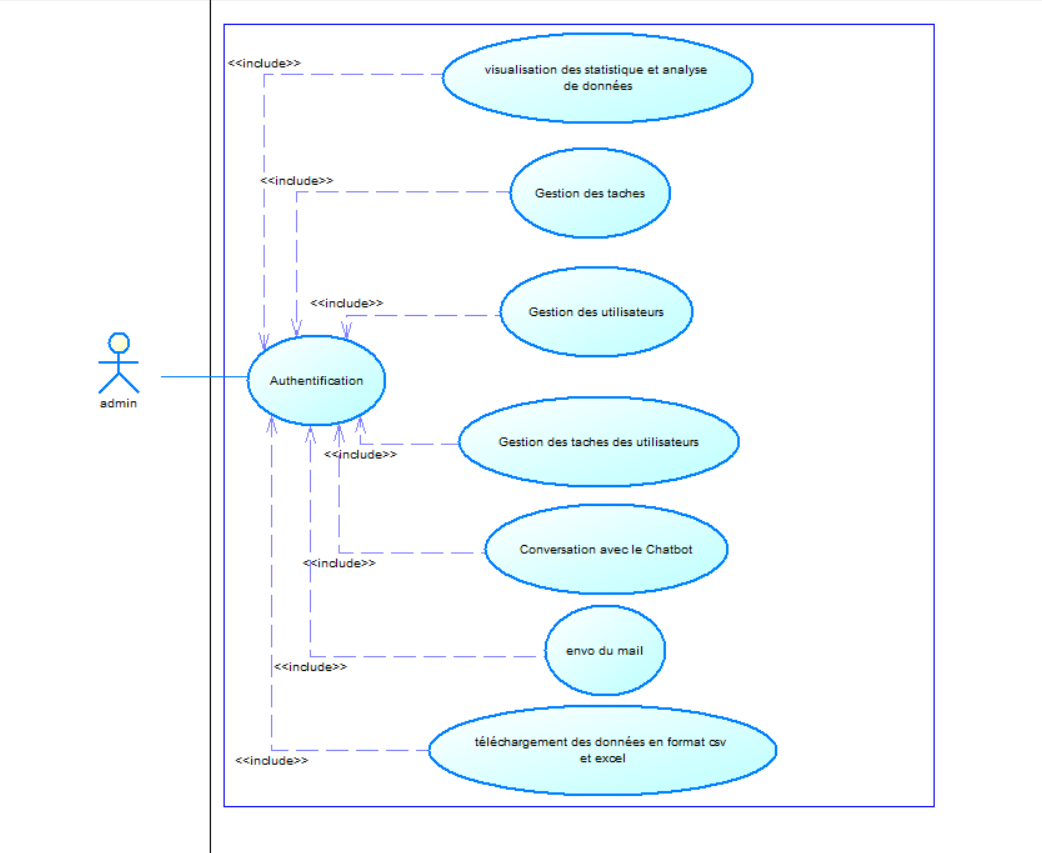 <<include>>
visualisation des statistique et analyse
de données
<<include>>
Gestion des taches
<<include>>
Gestion des utilisateurs
Authentification
admin
Gestion des taches des utilisateurs
<<include>>
Conversation avec le Chatbot
<<include>>
envo du mail
<<include>>
téléchargement des données en format csv
et excel
<<include>>